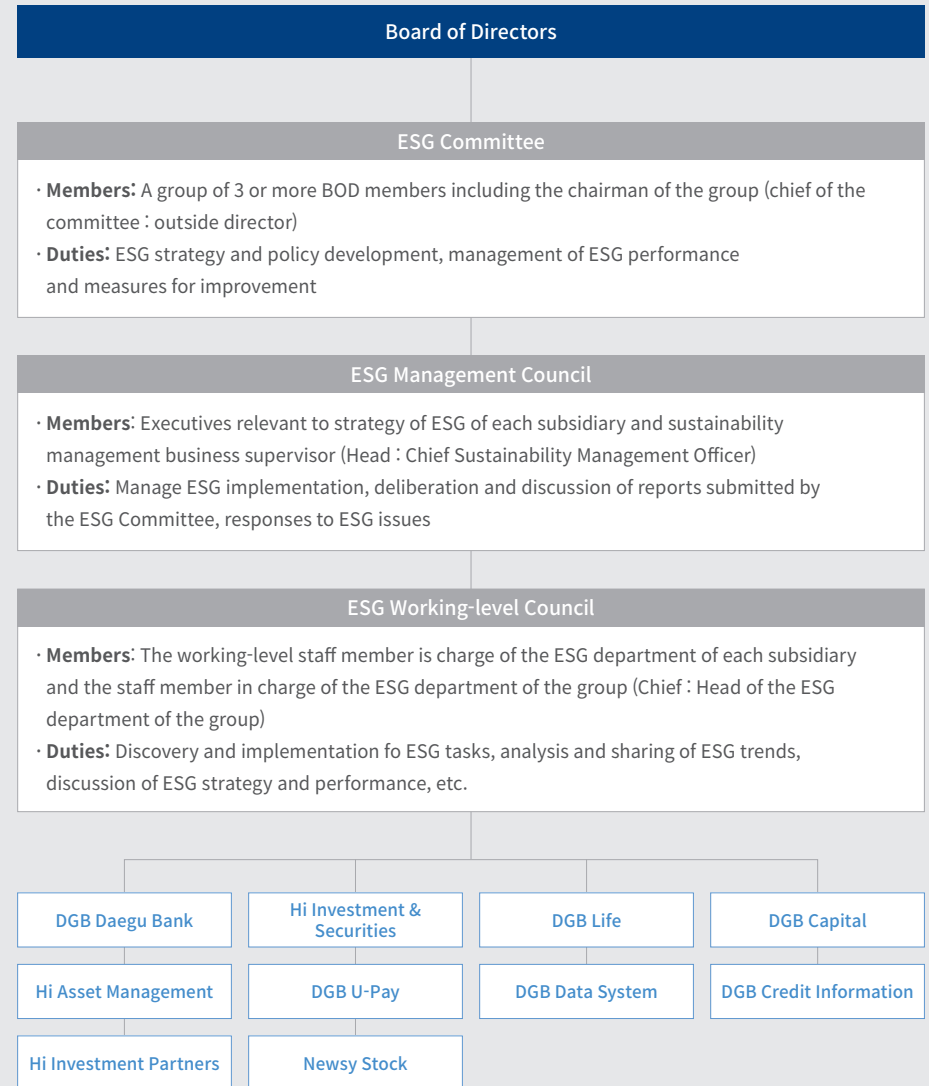 Board of Directors
ESG Committee
· Members: A group of 3 or more BOD members including the chairman of the group (chief of the
committee : outside director)
· Duties: ESG strategy and policy development, management of ESG performance
and measures for improvement
ESG Management Council
· Members: Executives relevant to strategy of ESG of each subsidiary and sustainability
management business supervisor (Head : Chief Sustainability Management Officer)
· Duties: Manage ESG implementation, deliberation and discussion of reports submitted by
the ESG Committee, responses to ESG issues
ESG Working-level Council
· Members: The working-level staff member is charge of the ESG department of each subsidiary
and the staff member in charge of the ESG department of the group (Chief : Head of the ESG
department of the group)
· Duties: Discovery and implementation fo ESG tasks, analysis and sharing of ESG trends,
discussion of ESG strategy and performance, etc.
DGB Daegu Bank
Hi Investment &
Securities
DGB Life
DGB Capital
Hi Asset Management
DGB U-Pay
DGB Data System
DGB Credit Information
Hi Investment Partners
Newsy Stock